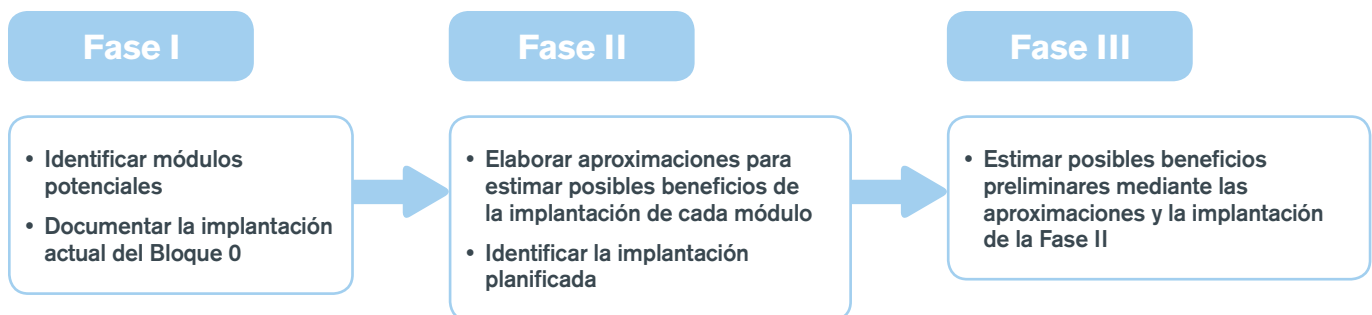 Fase I
• Identificar módulos
potenciales
• Documentar la implantación
actual del Bloque 0
Fase II
• Elaborar aproximaciones para
estimar posibles beneficios de
la implantación de cada módulo
• Identificar la implantación
planificada
Fase III
• Estimar posibles beneficios
preliminares mediante las
aproximaciones y la implantación
de la Fase II